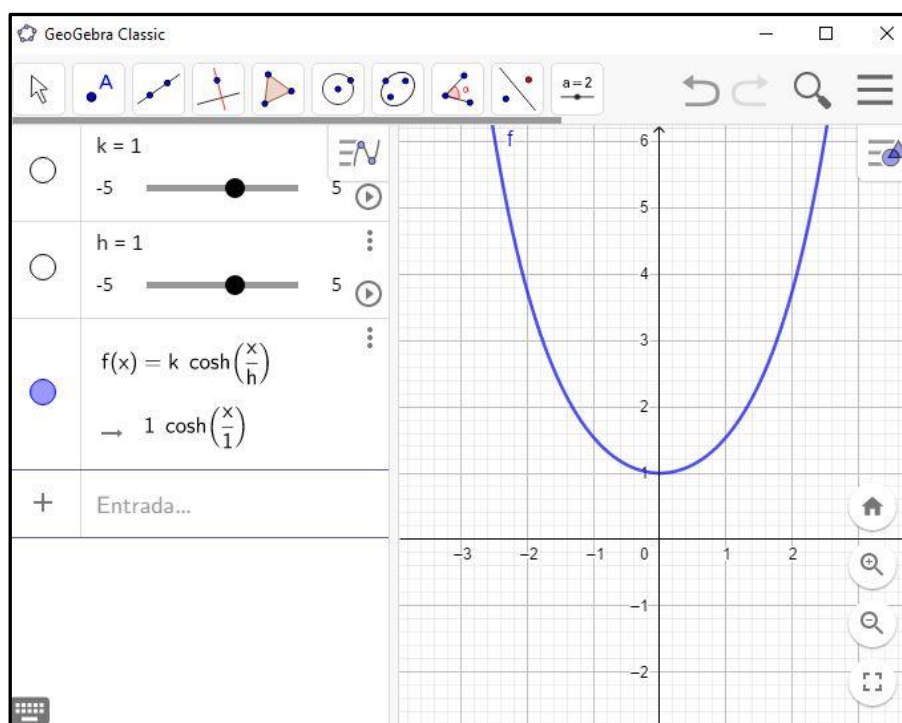 GeoGebra Classic
A
α
a=2
k = 1
-5
5
h = 1
-5
5
f(x) = k cosh(x/h)
→ 1 cosh(x/1)
+ Entrada...
f
6
5
4
3
2
1
−3 −2 −1 0 1 2
−1
−2